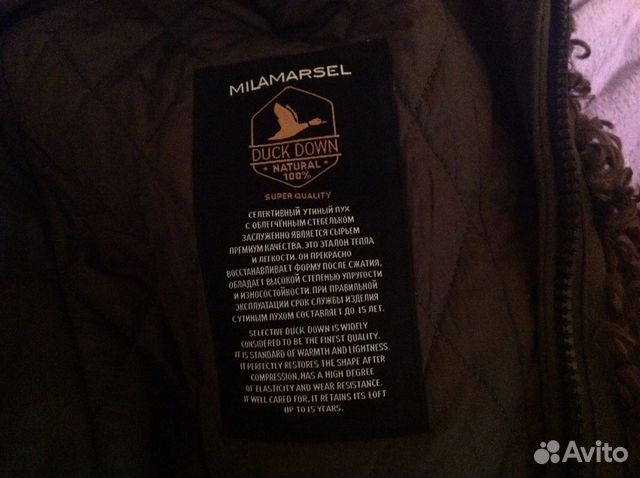 MILAMARSEL
DUCK DOWN
NATURAL
100%
SUPER QUALITY
СЕЛЕКТИВНЫЙ УТИНЫЙ ПУХ
С ОБЛЕГЧЁННЫМ СТЕБЕЛЬКОМ
ЗАСЛУЖЕННО ЯВЛЯЕТСЯ СЫРЬЕМ
ПРЕМИУМ КАЧЕСТВА. ЭТО ЭТАЛОН ТЕПЛА
И ЛЕГКОСТИ. ОН ПРЕКРАСНО
ВОССТАНАВЛИВАЕТ ФОРМУ ПОСЛЕ СЖАТИЯ,
ОБЛАДАЕТ ВЫСОКОЙ СТЕПЕНЬЮ УПРУГОСТИ
И ИЗНОСОСТОЙКОСТИ. ПРИ ПРАВИЛЬНОЙ
ЭКСПЛУАТАЦИИ СРОК СЛУЖБЫ ИЗДЕЛИЯ
С УТИНЫМ ПУХОМ СОСТАВЛЯЕТ ДО 15 ЛЕТ.
SELECTIVE DUCK DOWN IS WIDELY
CONSIDERED TO BE THE FINEST QUALITY.
IT IS STANDARD OF WARMTH AND LIGHTNESS.
IT PERFECTLY RESTORES THE SHAPE AFTER
COMPRESSION, HAS A HIGH DEGREE
OF ELASTICITY AND WEAR RESISTANCE.
IF WELL CARED FOR, IT RETAINS ITS LOFT
UP TO 15 YEARS.
Avito